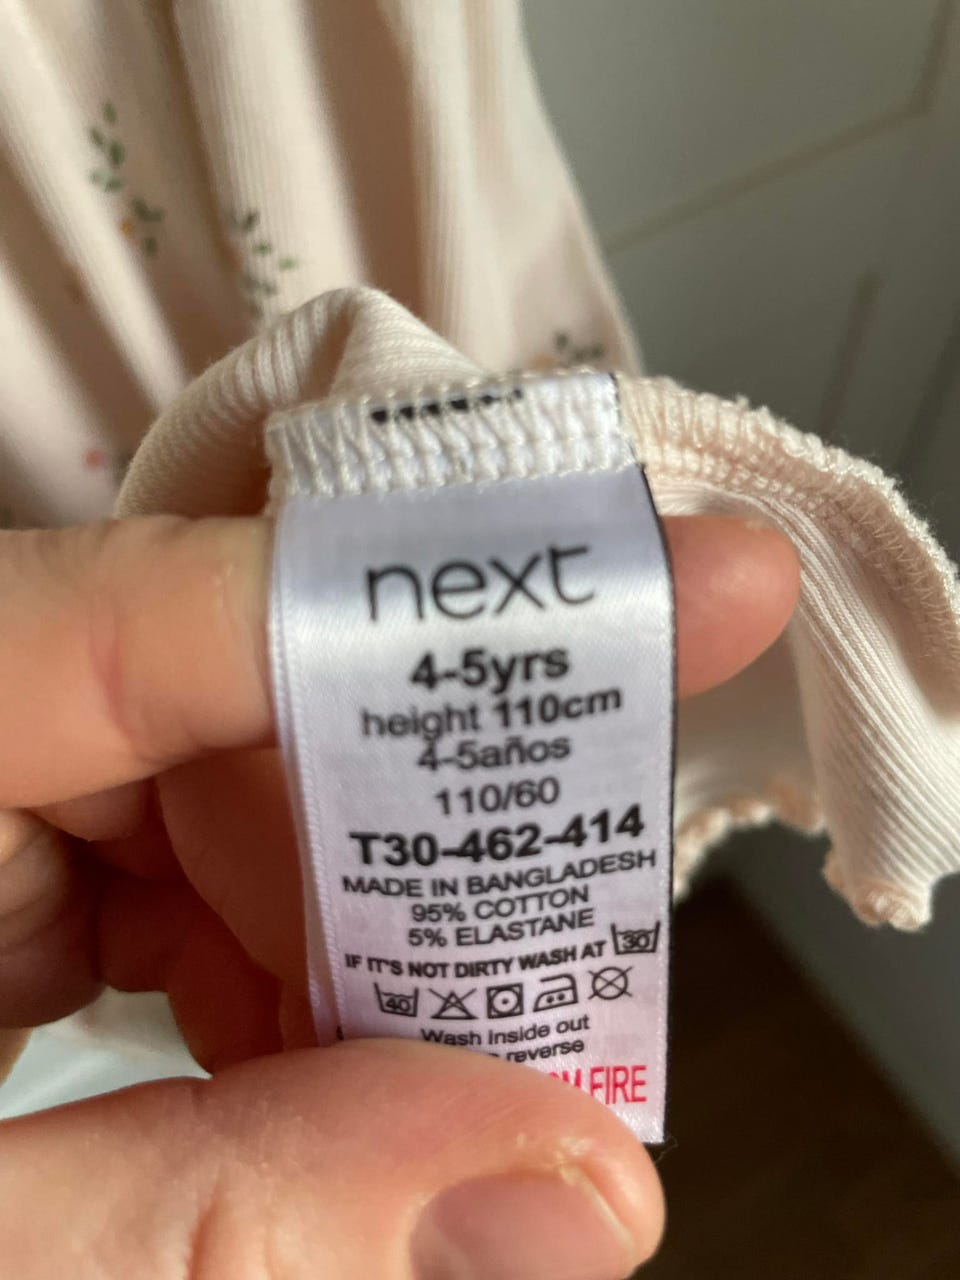 next
4-5yrs
height 110cm
4-5años
110/60
T30-462-414
MADE IN BANGLADESH
95% COTTON
5% ELASTANE
IF IT'S NOT DIRTY WASH AT 30
40
Wash inside out
reverse
FIRE